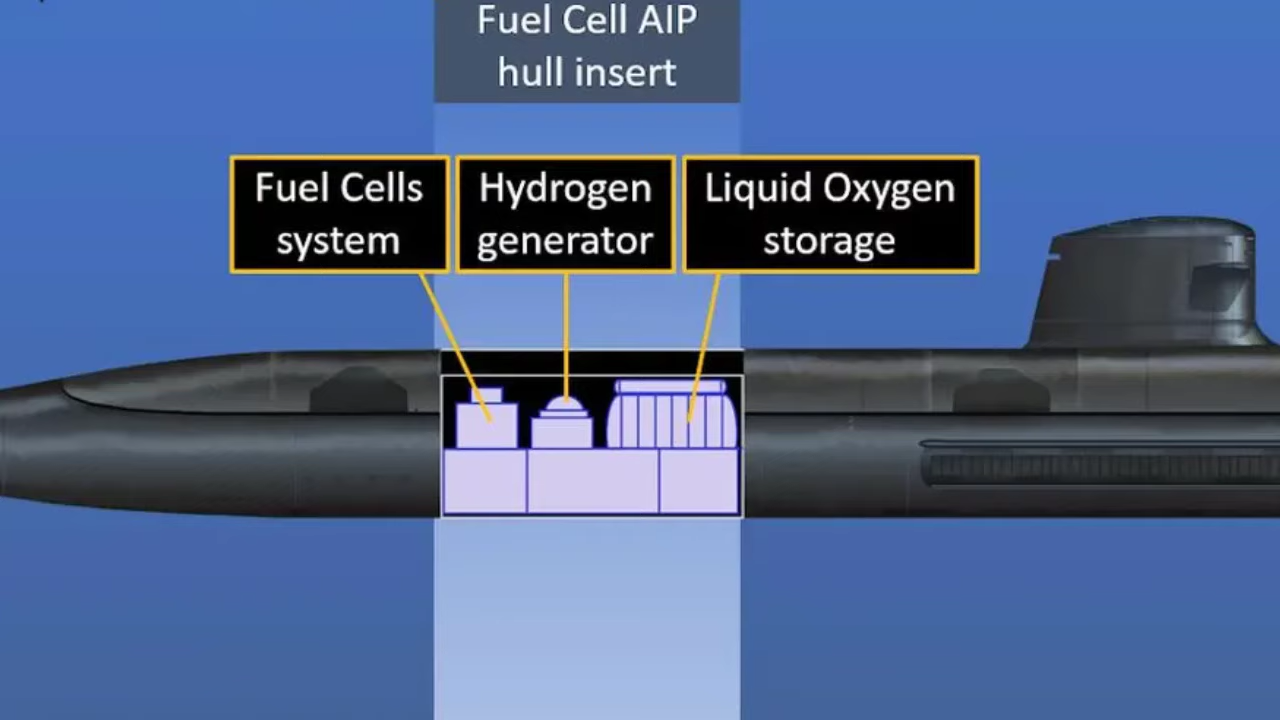 Fuel Cell AIP
hull insert
Fuel Cells
system
Hydrogen
generator
Liquid Oxygen
storage